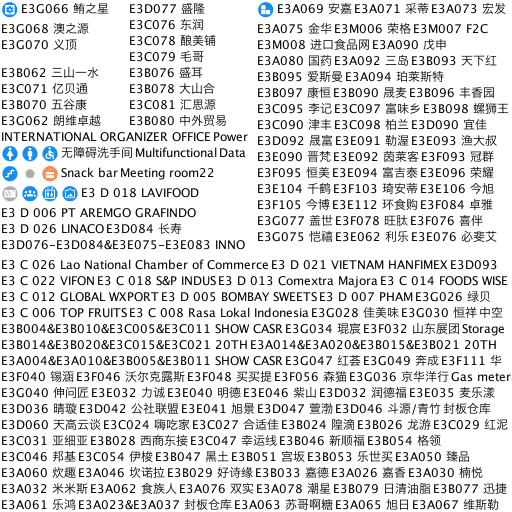 E3G066 鲔之星
E3G068 澳之源
E3G070 义顶
E3B062 三山一水
E3C071 亿贝通
E3B070 五谷康
E3G062 朗维卓越
E3D077 盛隆
E3C076 东润
E3C078 酿美铺
E3C079 毛哥
E3B076 盛耳
E3B078 大山合
E3C081 汇思源
E3B080 中外贸易
INTERNATIONAL ORGANIZER OFFICE Power
无障碍洗手间 Multifunctional Data
Snack bar Meeting room22
E3 D 018 LAVIFOOD
E3 D 006 PT AREMGO GRAFINDO
E3 D 026 LINACO E3D084 长寿
E3D076-E3D084&E3E075-E3E083 INNO
E3A069 安嘉 E3A071 采蒂 E3A073 宏发
E3A075 金华 E3M006 荣格 E3M007 F2C
E3M008 进口食品网 E3A090 戊申
E3A080 国药 E3A092 三岛 E3B093 天下红
E3B095 爱斯曼 E3A094 珀莱斯特
E3B097 康恒 E3B090 晟麦 E3B096 丰香园
E3C095 李记 E3C097 富味乡 E3B098 螺狮王
E3C090 津丰 E3C098 柏兰 E3D090 宜佳
E3D092 晟富 E3E091 勒渥 E3E093 渔大叔
E3E090 晋梵 E3E092 茵莱客 E3F093 冠群
E3F095 恒美 E3E094 富吉泰 E3E096 荣耀
E3E104 千鹤 E3F103 琦安蒂 E3E106 今旭
E3F105 今博 E3E112 环食购 E3F084 卓雅
E3G077 盖世 E3F078 旺肽 E3F076 喜伴
E3G075 恺禧 E3E062 利乐 E3E076 必斐艾
E3 C 026 Lao National Chamber of Commerce E3 D 021 VIETNAM HANFIMEX E3D093
E3 C 022 VIFON E3 C 018 S&P INDUS E3 D 013 Comextra Majora E3 C 014 FOODS WISE
E3 C 012 GLOBAL WXPORT E3 D 005 BOMBAY SWEETS E3 D 007 PHAM E3G026 绿贝
E3 C 006 TOP FRUITS E3 C 008 Rasa Lokal Indonesia E3G028 佳美味 E3G030 恒祥 中空
E3B004&E3B010&E3C005&E3C011 SHOW CASR E3G034 琨宸 E3F032 山东展团 Storage
E3B014&E3B020&E3C015&E3C021 20TH E3A014&E3A020&E3B015&E3B021 20TH
E3A004&E3A010&E3B005&E3B011 SHOW CASR E3G047 红荟 E3G049 奔成 E3F111 华
E3F040 锡涵 E3F046 沃尔克露斯 E3F048 买买提 E3F056 森猫 E3G036 京华洋行 Gas meter
E3G040 伸问匠 E3E032 力诚 E3E040 明德 E3E046 紫山 E3D032 润德福 E3E035 麦乐漾
E3D036 晴璇 E3D042 公社联盟 E3E041 旭景 E3D047 萱渤 E3D046 斗源/青竹 封板仓库
E3D060 天高云谈 E3C024 嗨吃家 E3C027 合适佳 E3B024 隍滴 E3B026 龙游 E3C029 红泥
E3C031 亚细亚 E3B028 西商东接 E3C047 幸运线 E3B046 新顺福 E3B054 格领
E3C046 邦基 E3C054 伊梭 E3B047 黑土 E3B051 宫坂 E3B053 乐世买 E3A050 臻品
E3A060 炊趣 E3A046 坎诺拉 E3B029 好诗缘 E3B033 嘉德 E3A026 嘉香 E3A030 楠悦
E3A032 米米斯 E3A062 食族人 E3A076 双实 E3A078 潮星 E3B079 日清油脂 E3B077 迅捷
E3A061 乐鸿 E3A023&E3A037 封板仓库 E3A063 苏哥啊糖 E3A065 旭日 E3A067 维斯勒